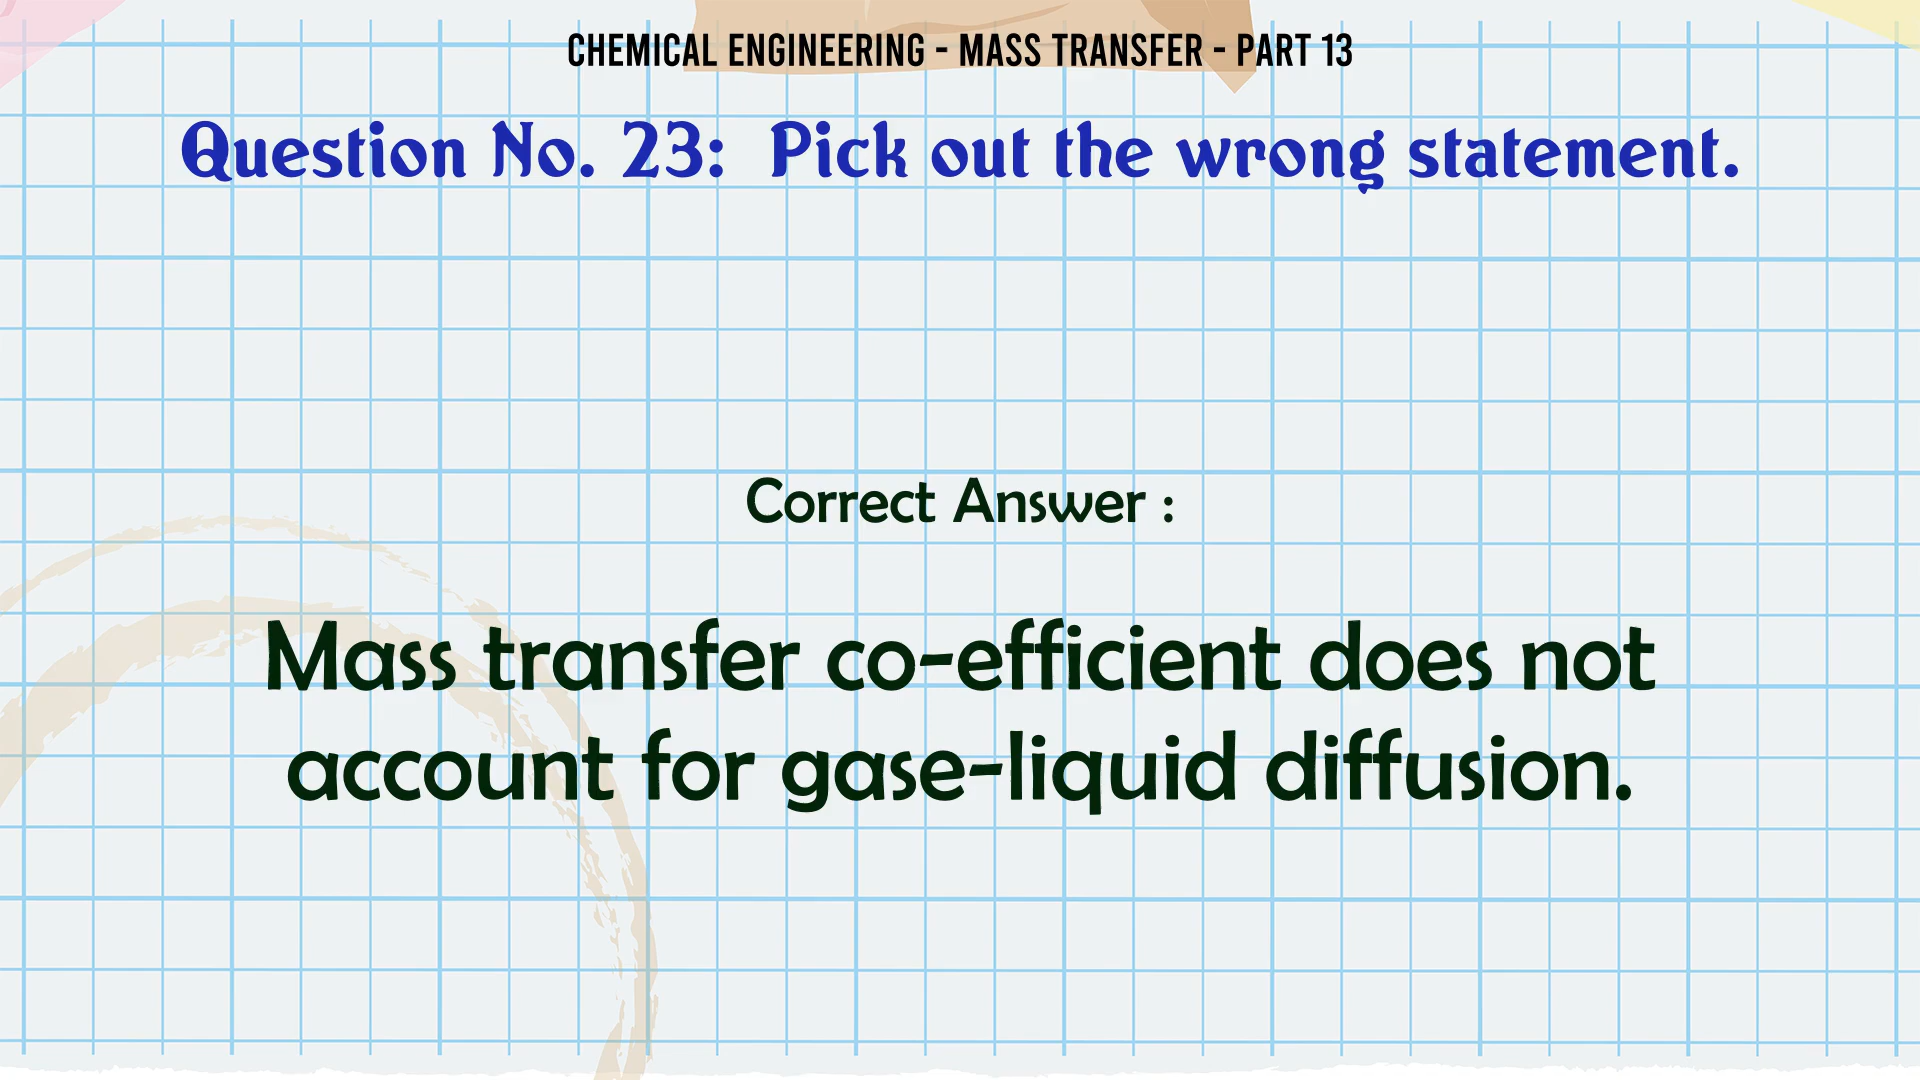 CHEMICAL ENGINEERING - MASS TRANSFER - PART 13
Question No. 23: Pick out the wrong statement.
Correct Answer :
Mass transfer co-efficient does not
account for gase-liquid diffusion.